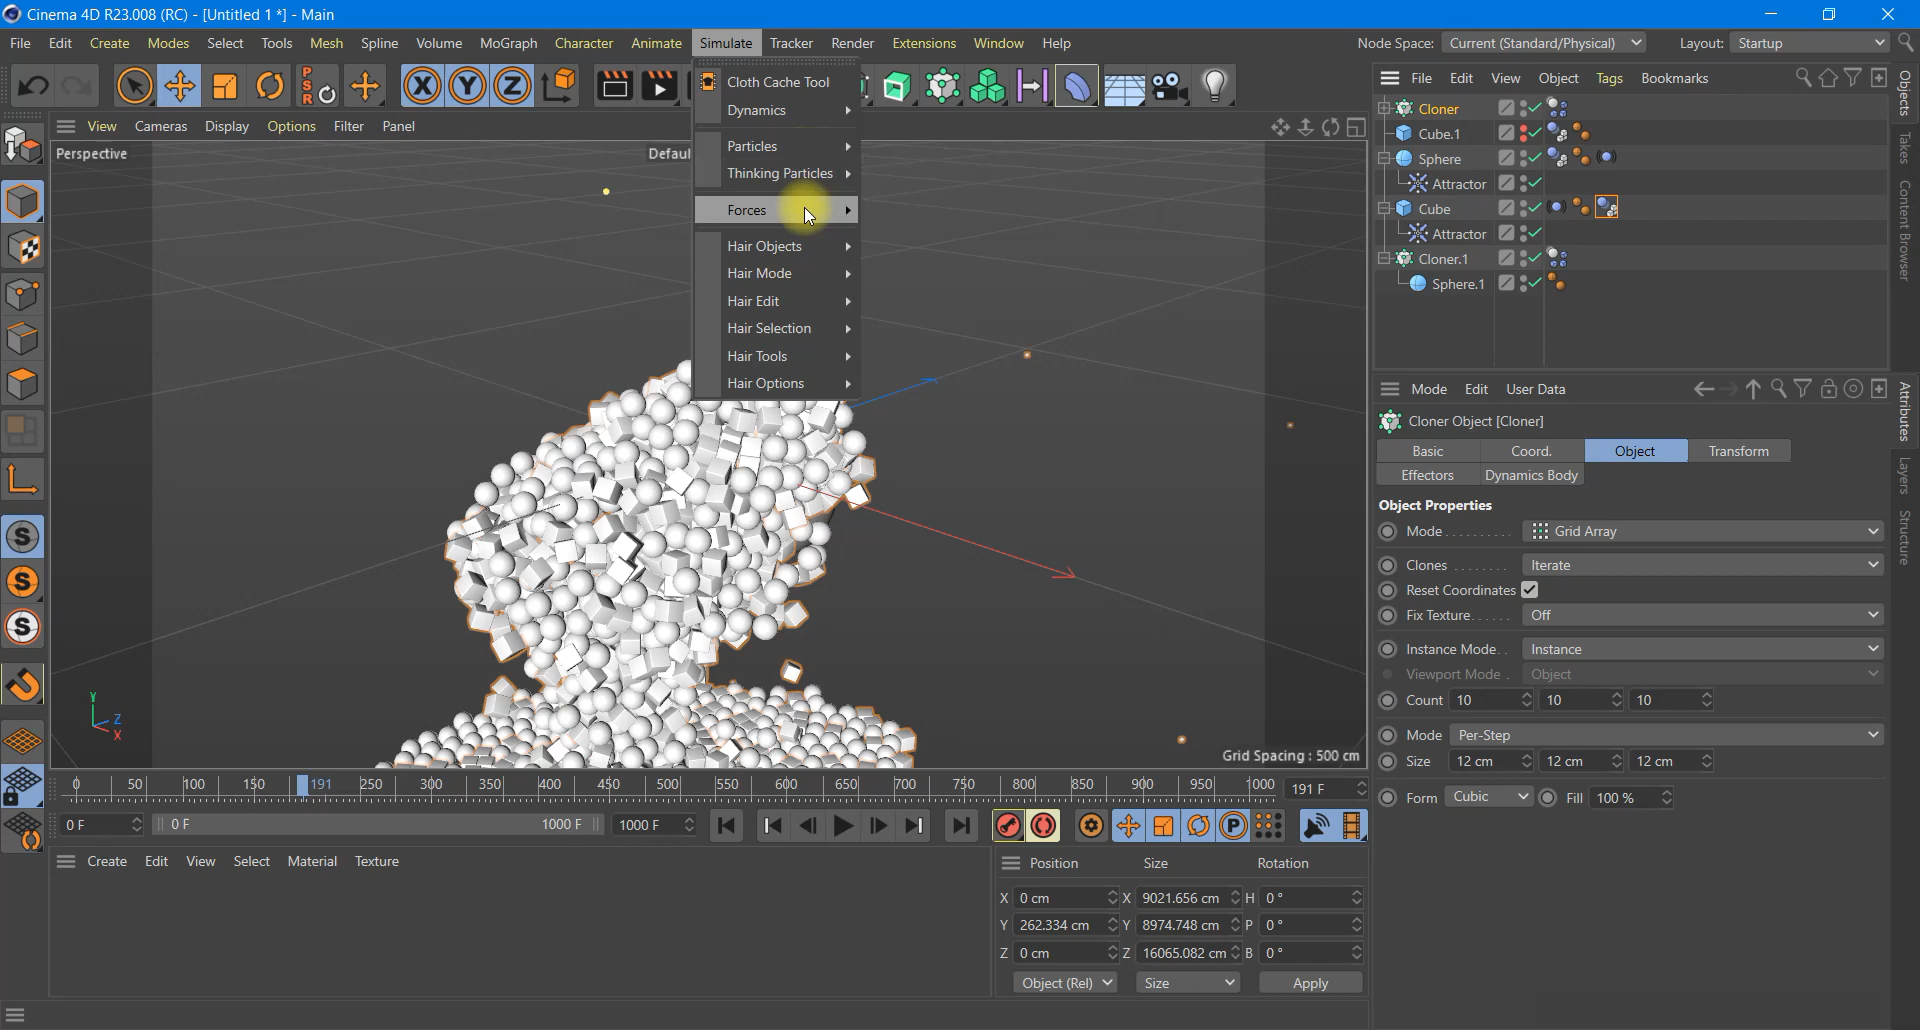 Cinema 4D R23.008 (RC) - [Untitled 1 *] - Main
File Edit Create Modes Select Tools Mesh Spline Volume MoGraph Character Animate Simulate Tracker Render Extensions Window Help
Node Space: Current (Standard/Physical) Layout: Startup
P S R
X Y Z
View Cameras Display Options Filter Panel
Perspective
Cloth Cache Tool
Dynamics
Particles
Thinking Particles
Forces
Hair Objects
Hair Mode
Hair Edit
Hair Selection
Hair Tools
Hair Options
S
S
S
Y
Z
X
Grid Spacing : 500 cm
0 50 100 150 191 250 300 350 400 450 500 550 600 650 700 750 800 850 900 950 1000 191 F
0 F 0 F 1000 F 1000 F
P
Create Edit View Select Material Texture
Position Size Rotation
X 0 cm X 9021.656 cm H 0 °
Y 262.334 cm Y 8974.748 cm P 0 °
Z 0 cm Z 16065.082 cm B 0 °
Object (Rel) Size Apply
File Edit View Object Tags Bookmarks
Cloner
Cube.1
Sphere
Attractor
Cube
Attractor
Cloner.1
Sphere.1
Objects
Takes
Content Browser
Mode Edit User Data
Cloner Object [Cloner]
Basic Coord. Object Transform
Effectors Dynamics Body
Object Properties
Mode . . . . . . . . . . Grid Array
Clones . . . . . . . Iterate
Reset Coordinates
Fix Texture . . . . . . Off
Instance Mode . . Instance
Viewport Mode . Object
Count 10 10 10
Mode Per-Step
Size 12 cm 12 cm 12 cm
Form Cubic Fill 100 %
Attributes
Layers
Structure